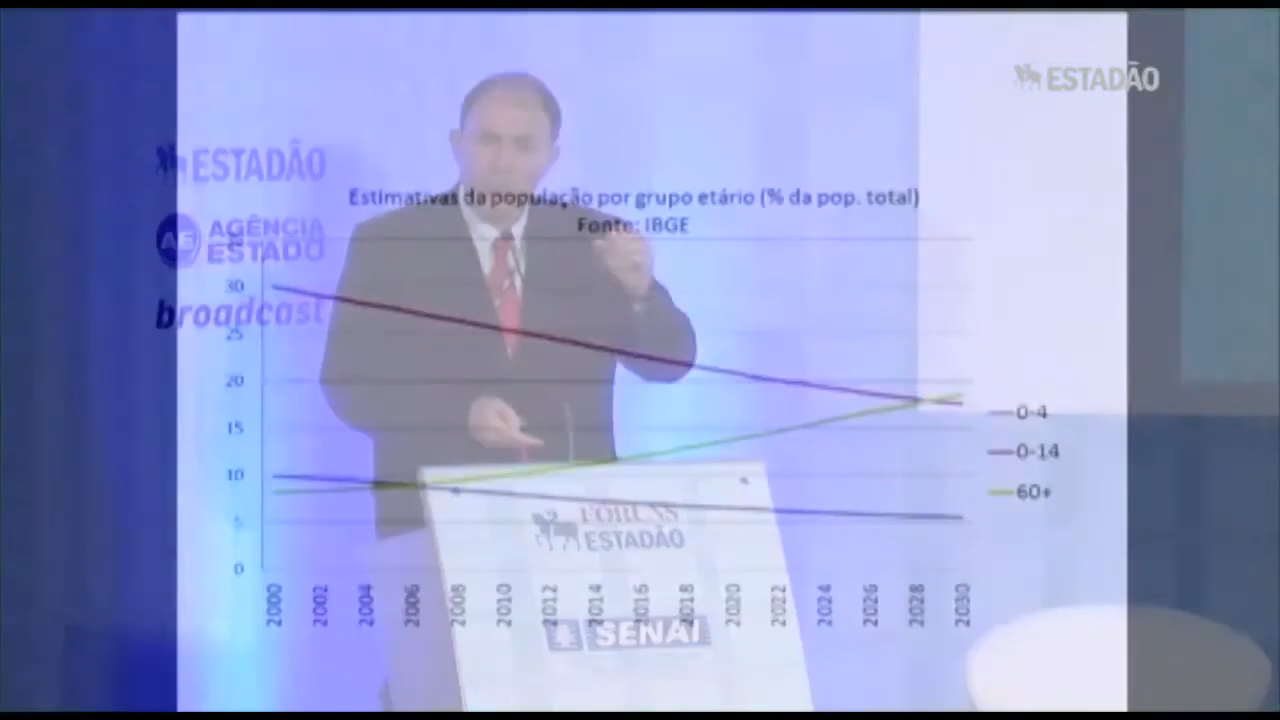 ESTADÃO
ESTADÃO
AGÊNCIA
AE ESTADO
broadcast
Estimativas da população por grupo etário (% da pop. total)
Fonte: IBGE
30
25
20
15
10
5
0
2000 2002 2004 2006 2008 2010 2012 2014 2016 2018 2020 2022 2024 2026 2028 2030
0-4
0-14
60+
FÓRUNS
ESTADÃO
SENAI